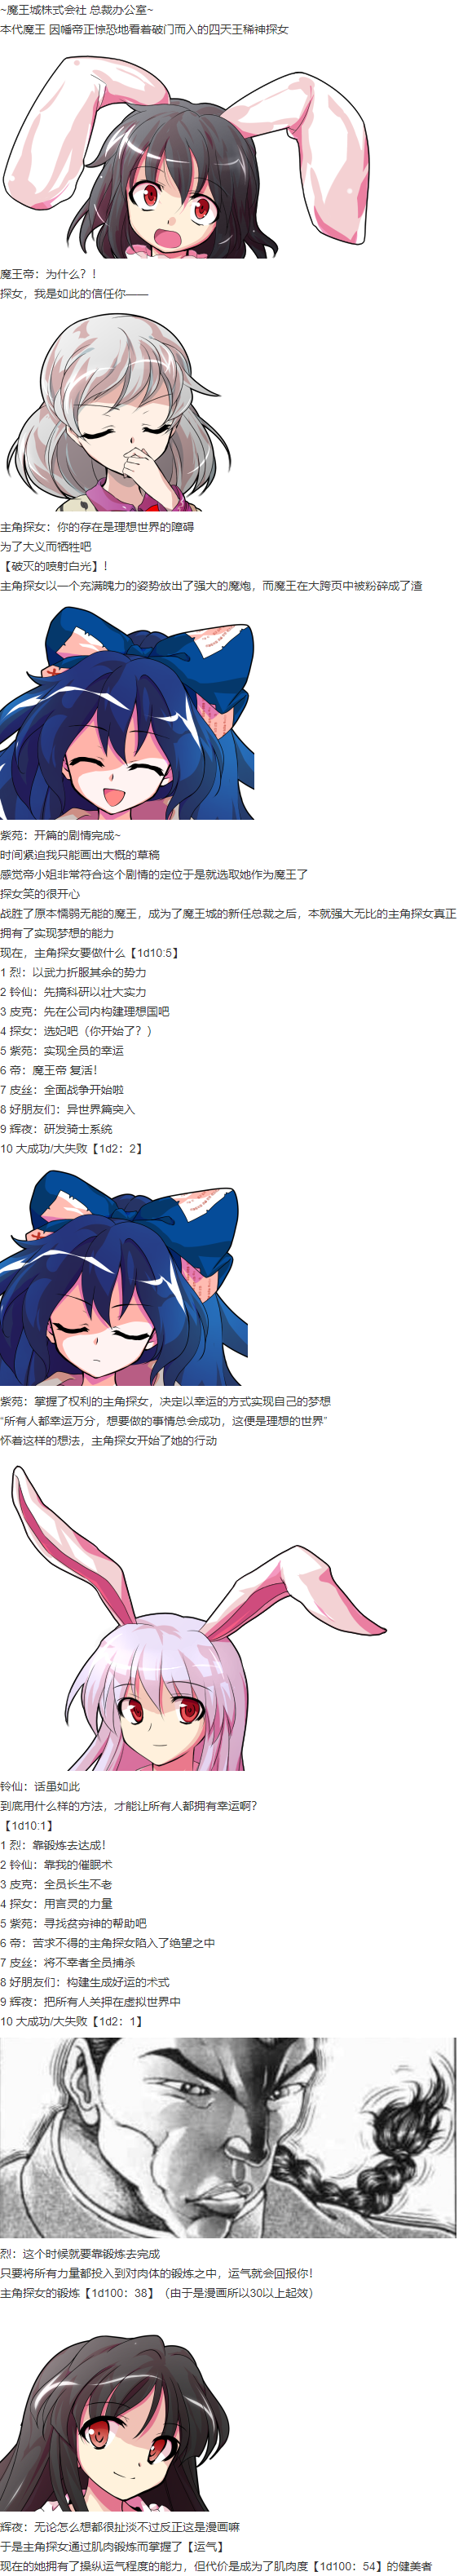 ~魔王城株式会社 总裁办公室~
本代魔王 因幡帝正惊恐地看着破门而入的四天王稀神探女
魔王帝：为什么？！
探女，我是如此的信任你——
主角探女：你的存在是理想世界的障碍
为了大义而牺牲吧
【破灭的喷射白光】！
主角探女以一个充满魄力的姿势放出了强大的魔炮，而魔王在大跨页中被粉碎成了渣
紫苑：开篇的剧情完成~
时间紧迫我只能画出大概的草稿
感觉帝小姐非常符合这个剧情的定位于是就选取她作为魔王了
探女笑的很开心
战胜了原本懦弱无能的魔王，成为了魔王城的新任总裁之后，本就强大无比的主角探女真正
拥有了实现梦想的能力
现在，主角探女要做什么【1d10:5】
1 烈：以武力折服其余的势力
2 铃仙：先搞科研以壮大实力
3 皮克：先在公司内构建理想国吧
4 探女：选妃吧（你开始了？）
5 紫苑：实现全员的幸运
6 帝：魔王帝 复活！
7 皮丝：全面战争开始啦
8 好朋友们：异世界篇突入
9 辉夜：研发骑士系统
10 大成功/大失败【1d2：2】
紫苑：掌握了权利的主角探女，决定以幸运的方式实现自己的梦想
“所有人都幸运万分，想要做的事情总会成功，这便是理想的世界”
怀着这样的想法，主角探女开始了她的行动
铃仙：话虽如此
到底用什么样的方法，才能让所有人都拥有幸运啊？
【1d10:1】
1 烈：靠锻炼去达成！
2 铃仙：靠我的催眠术
3 皮克：全员长生不老
4 探女：用言灵的力量
5 紫苑：寻找贫穷神的帮助吧
6 帝：苦求不得的主角探女陷入了绝望之中
7 皮丝：将不幸者全员捕杀
8 好朋友们：构建生成好运的术式
9 辉夜：把所有人关押在虚拟世界中
10 大成功/大失败【1d2：1】
烈：这个时候就要靠锻炼去完成
只要将所有力量都投入到对肉体的锻炼之中，运气就会回报你！
主角探女的锻炼【1d100：38】（由于是漫画所以30以上起效）
辉夜：无论怎么想都很扯淡不过反正这是漫画嘛
于是主角探女通过肌肉锻炼而掌握了【运气】
现在的她拥有了操纵运气程度的能力，但代价是成为了肌肉度【1d100：54】的健美者